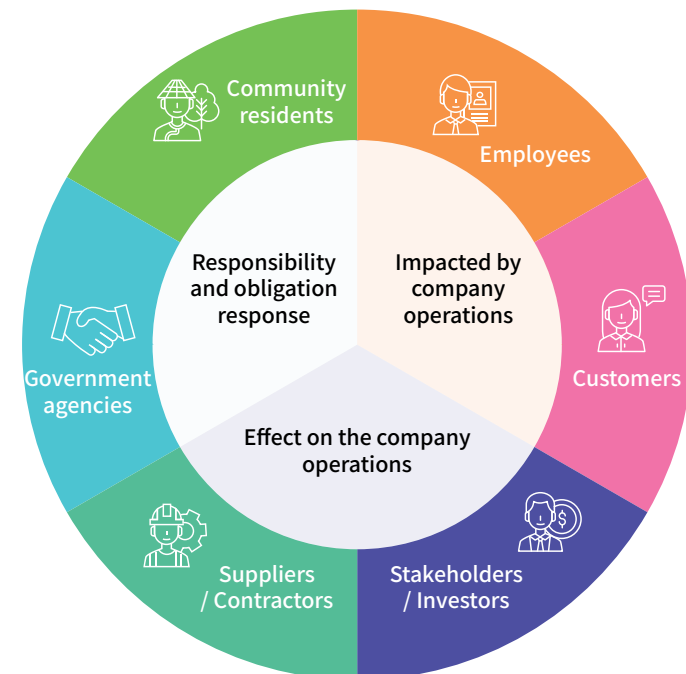 Community
residents
Employees
Responsibility
and obligation
response
Impacted by
company
operations
Government
agencies
Customers
Effect on the company
operations
Suppliers
/ Contractors
Stakeholders
/ Investors
$